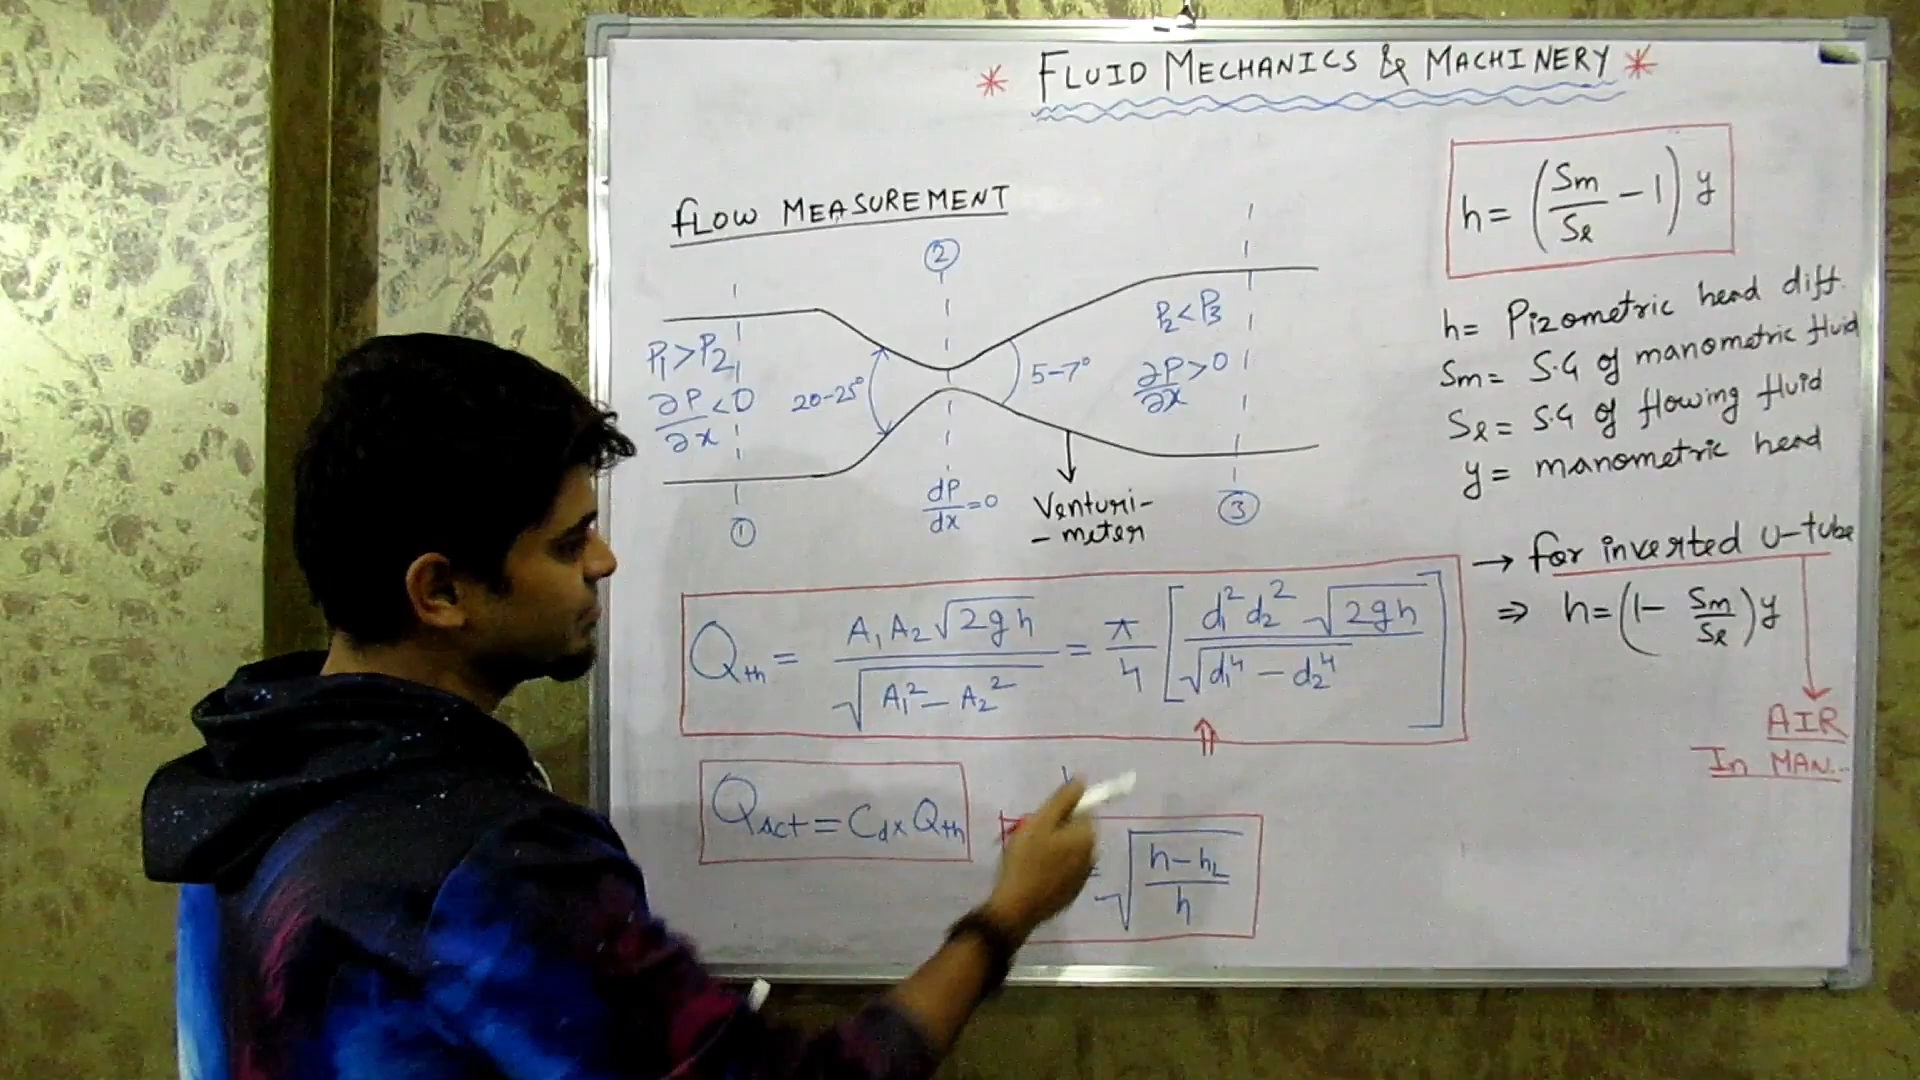 * FLUID MECHANICS & MACHINERY *
FLOW MEASUREMENT
②
P₁>P₂
∂P/∂x <0
20-25°
5-7°
P₂<P₃
∂P/∂x >0
①
dP/dx =0
Venturi-
-meter
③
Qth = A₁A₂√2gh / √A₁²-A₂² = π/4 [d₁²d₂²√2gh / √d₁⁴-d₂⁴]
Qact = Cd x Qth
= √(h-hL / h)
h = (Sm/Sl - 1) y
h = Pizometric head diff.
Sm = S.G of manometric fluid
Sl = S.G of flowing fluid
y = manometric head
→ for inverted U-tube
⇒ h = (1 - Sm/Sl) y
AIR
In MAN...